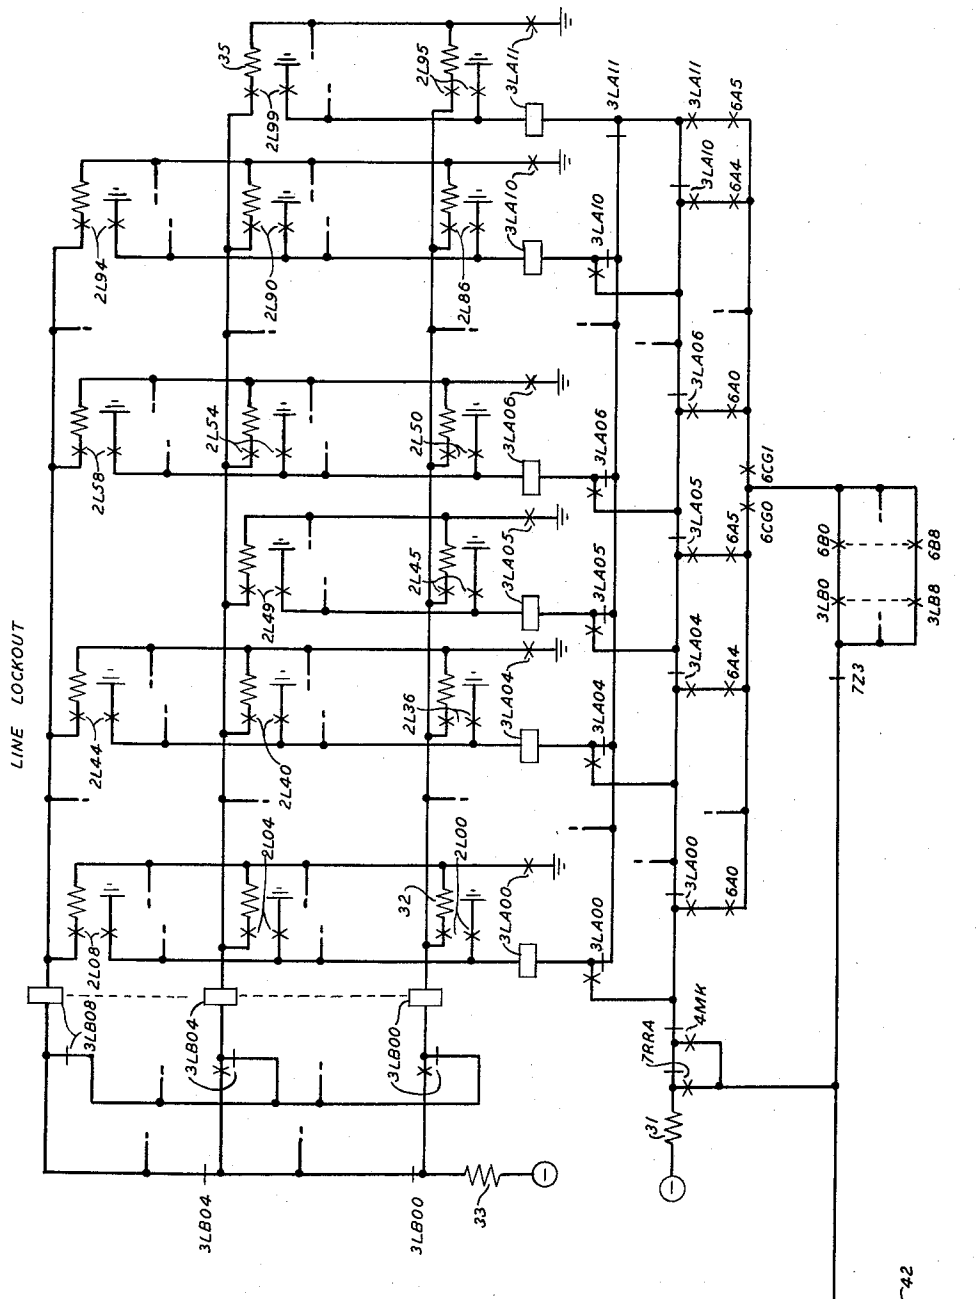 LINE LOCKOUT
35
2L99
2L95
3LA11
3LA11
3LA11
6A5
2L94
2L90
2L86
3LA10
3LA10
3LA10
6A4
2L58
2L54
2L50
3LA06
3LA06
3LA06
6A0
6CG1
6CG0
2L49
2L45
3LA05
3LA05
3LA05
6A5
2L44
2L40
2L36
3LA04
3LA04
3LA04
6A4
6B0
6B8
3LB0
3LB8
7Z3
2L08
2L04
32
2L00
3LA00
3LA00
3LA00
6A0
3LB08
3LB04
3LB00
7RRA
4MK
31
3LB04
3LB00
33
42